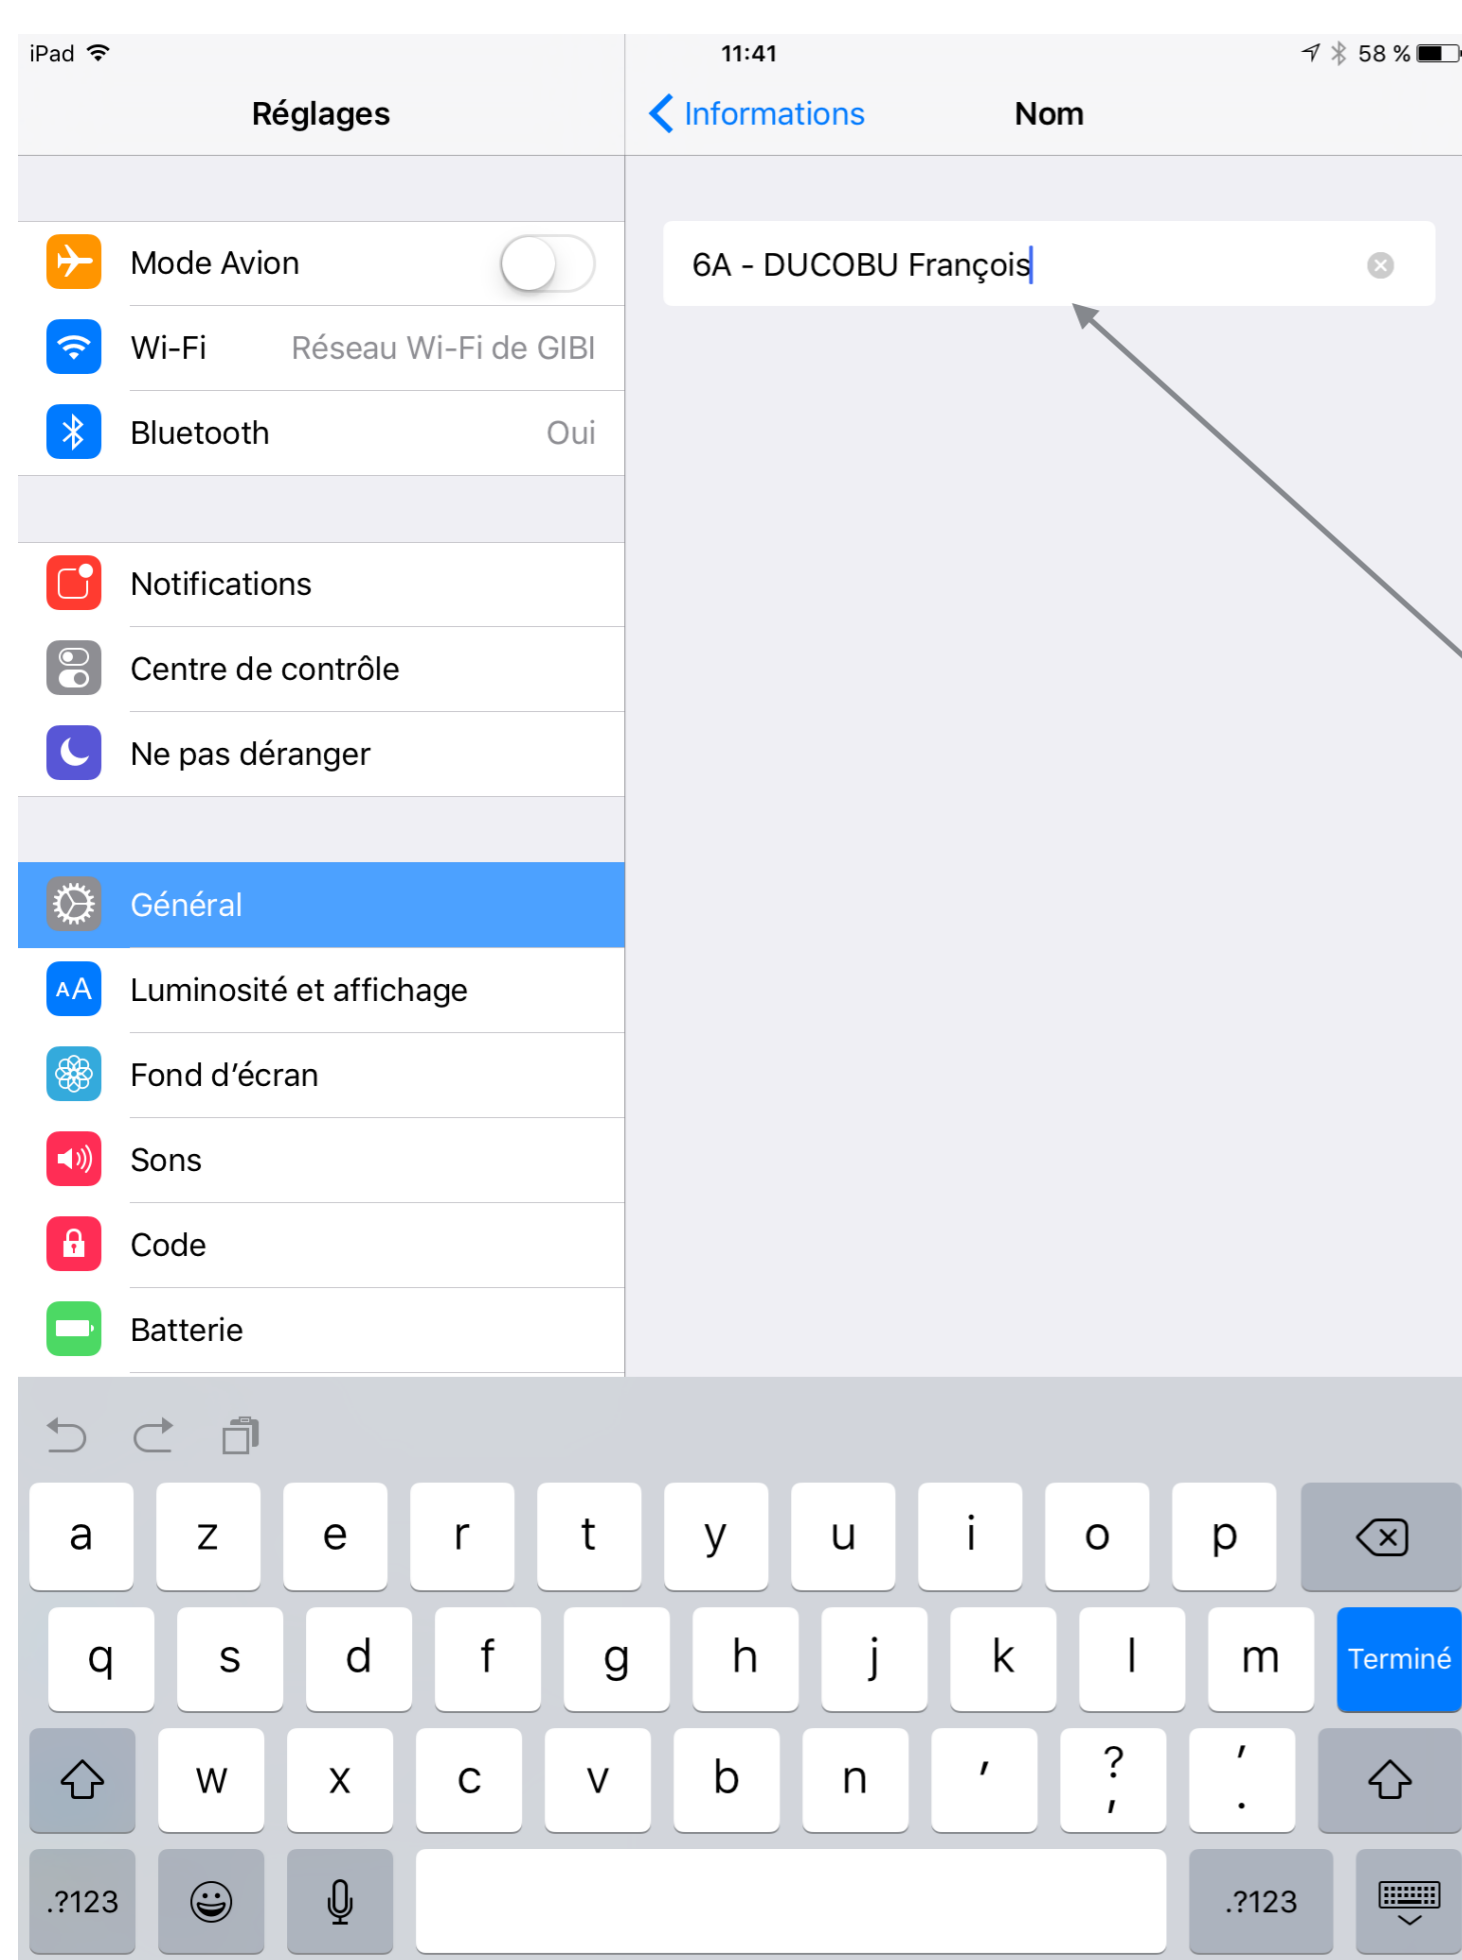 iPad
11:41
58 %
Réglages
Informations
Nom
Mode Avion
6A - DUCOBU François
Wi-Fi Réseau Wi-Fi de GIBI
Bluetooth Oui
Notifications
Centre de contrôle
Ne pas déranger
Général
AA Luminosité et affichage
Fond d’écran
Sons
Code
Batterie
a z e r t y u i o p
q s d f g h j k l m Terminé
w x c v b n ' ? , ' .
.?123 .?123